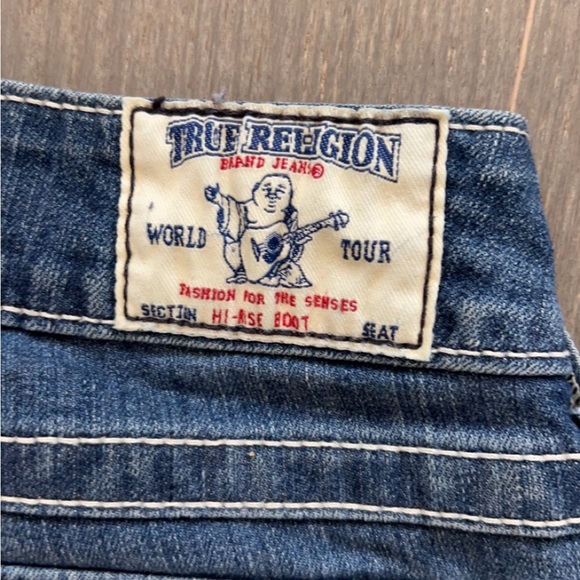 TRUE RELIGION
BRAND JEANS®
WORLD TOUR
FASHION FOR THE SENSES
SECTION HI-RISE BOOT SEAT